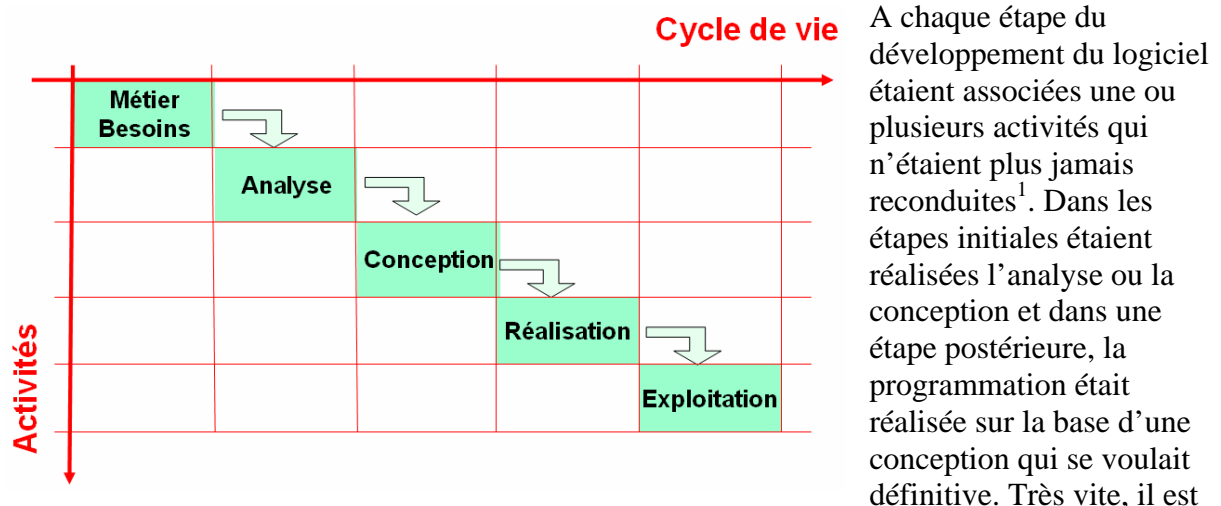 Cycle de vie
Métier
Besoins
Analyse
Conception
Réalisation
Exploitation
Activités
A chaque étape du
développement du logiciel
étaient associées une ou
plusieurs activités qui
n’étaient plus jamais
reconduites¹. Dans les
étapes initiales étaient
réalisées l’analyse ou la
conception et dans une
étape postérieure, la
programmation était
réalisée sur la base d’une
conception qui se voulait
définitive. Très vite, il est